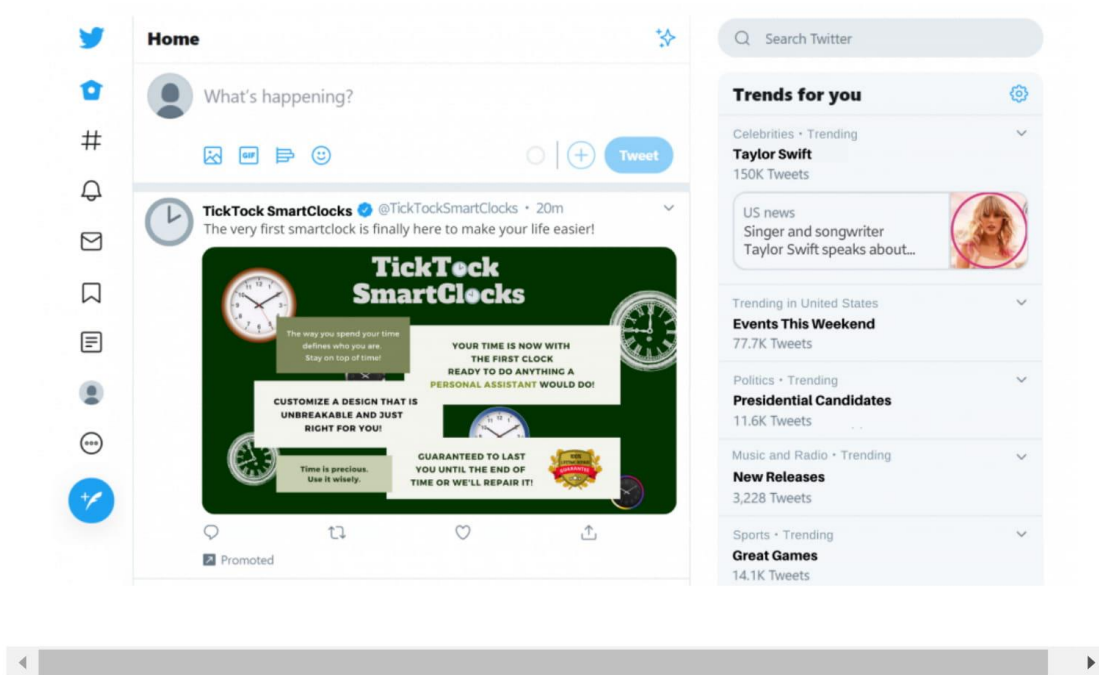 Home
What's happening?
GIF
Tweet
TickTock SmartClocks @TickTockSmartClocks • 20m
The very first smartclock is finally here to make your life easier!
TickTock
SmartClocks
The way you spend your time
defines who you are.
Stay on top of time!
YOUR TIME IS NOW WITH
THE FIRST CLOCK
READY TO DO ANYTHING A
PERSONAL ASSISTANT WOULD DO!
CUSTOMIZE A DESIGN THAT IS
UNBREAKABLE AND JUST
RIGHT FOR YOU!
GUARANTEED TO LAST
YOU UNTIL THE END OF
TIME OR WE'LL REPAIR IT!
Time is precious.
Use it wisely.
GUARANTEE
Promoted
Search Twitter
Trends for you
Celebrities • Trending
Taylor Swift
150K Tweets
US news
Singer and songwriter
Taylor Swift speaks about...
Trending in United States
Events This Weekend
77.7K Tweets
Politics • Trending
Presidential Candidates
11.6K Tweets
Music and Radio • Trending
New Releases
3,228 Tweets
Sports • Trending
Great Games
14.1K Tweets